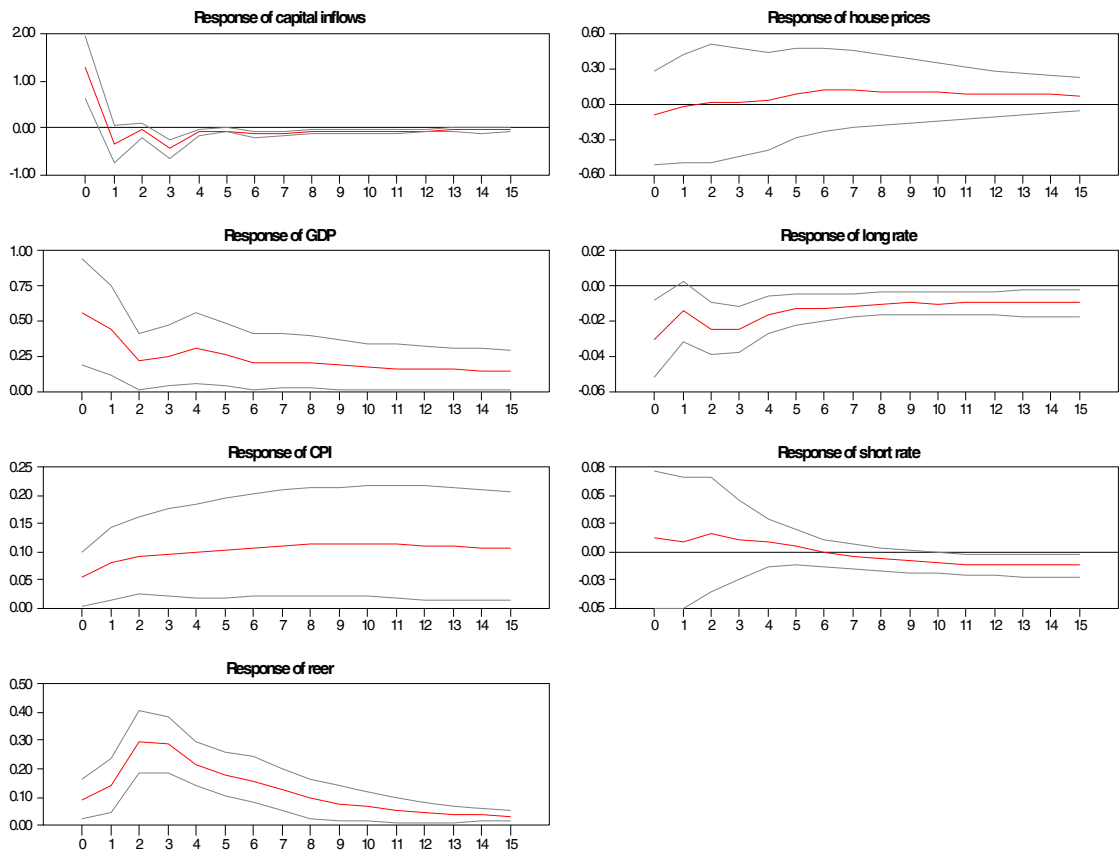 Response of capital inflows
2.00
1.00
0.00
-1.00
0 1 2 3 4 5 6 7 8 9 10 11 12 13 14 15
Response of house prices
0.60
0.30
0.00
-0.30
-0.60
0 1 2 3 4 5 6 7 8 9 10 11 12 13 14 15
Response of GDP
1.00
0.75
0.50
0.25
0.00
0 1 2 3 4 5 6 7 8 9 10 11 12 13 14 15
Response of long rate
0.02
0.00
-0.02
-0.04
-0.06
0 1 2 3 4 5 6 7 8 9 10 11 12 13 14 15
Response of CPI
0.25
0.20
0.15
0.10
0.05
0.00
0 1 2 3 4 5 6 7 8 9 10 11 12 13 14 15
Response of short rate
0.08
0.05
0.03
0.00
-0.03
-0.05
0 1 2 3 4 5 6 7 8 9 10 11 12 13 14 15
Response of reer
0.50
0.40
0.30
0.20
0.10
0.00
0 1 2 3 4 5 6 7 8 9 10 11 12 13 14 15